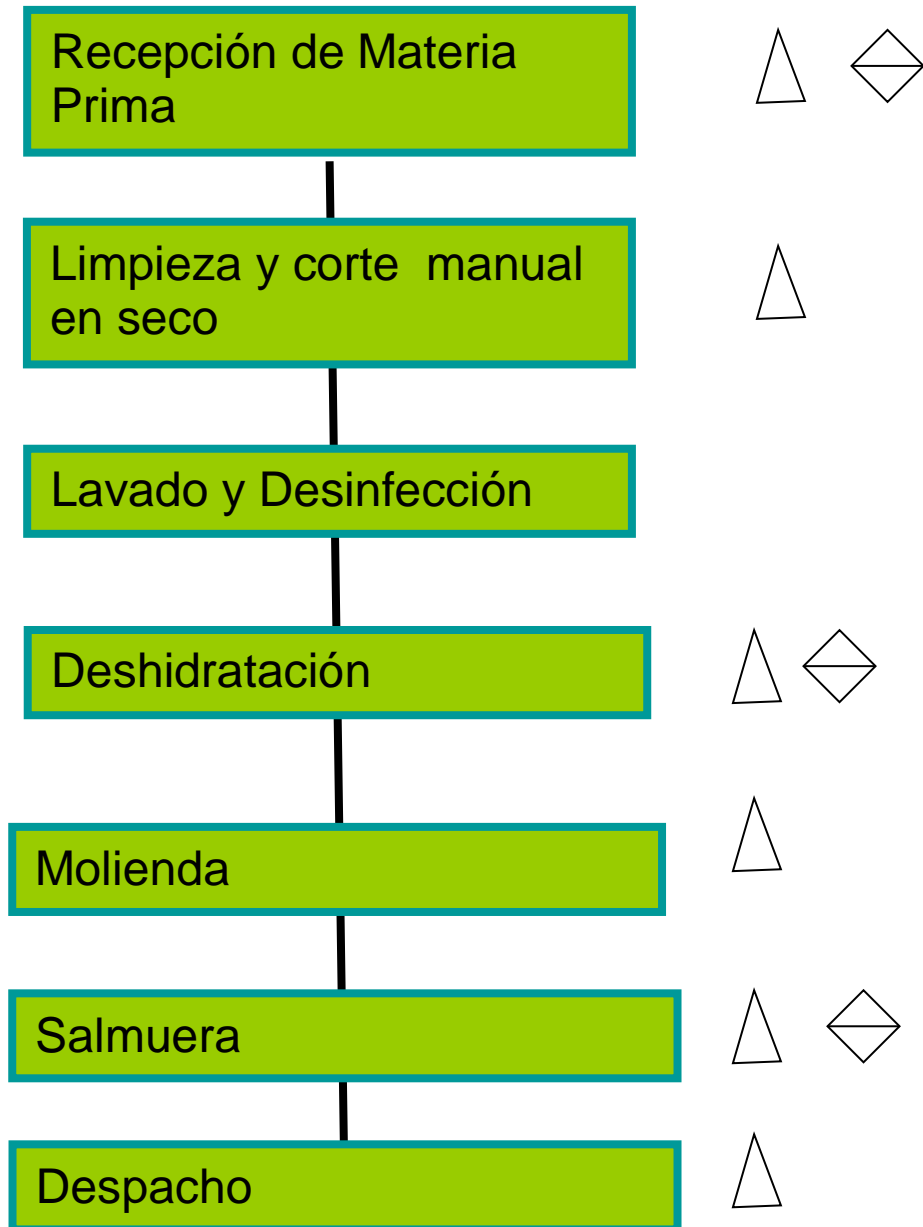 Recepción de Materia
Prima
Limpieza y corte  manual
en seco
Lavado y Desinfección
Deshidratación
Molienda
Salmuera
Despacho